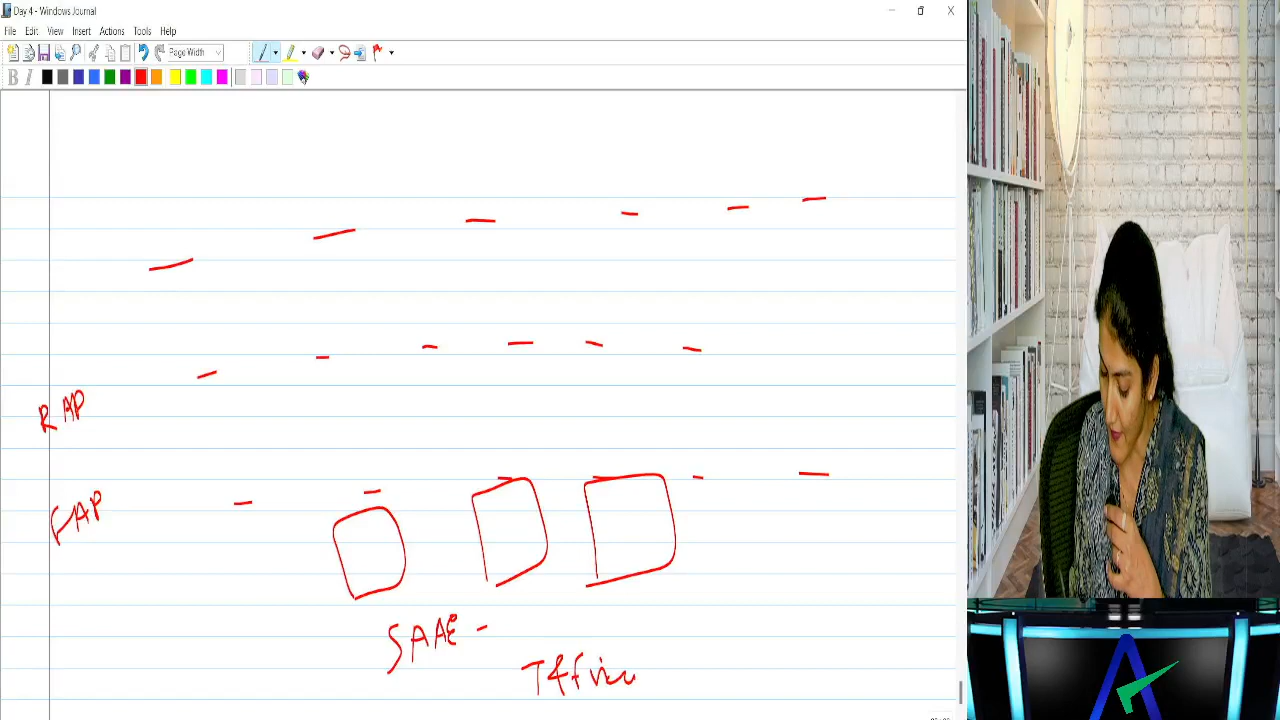 Day 4 - Windows Journal
File Edit View Insert Actions Tools Help
Page Width
B I
RAP
FAP
SAAE -